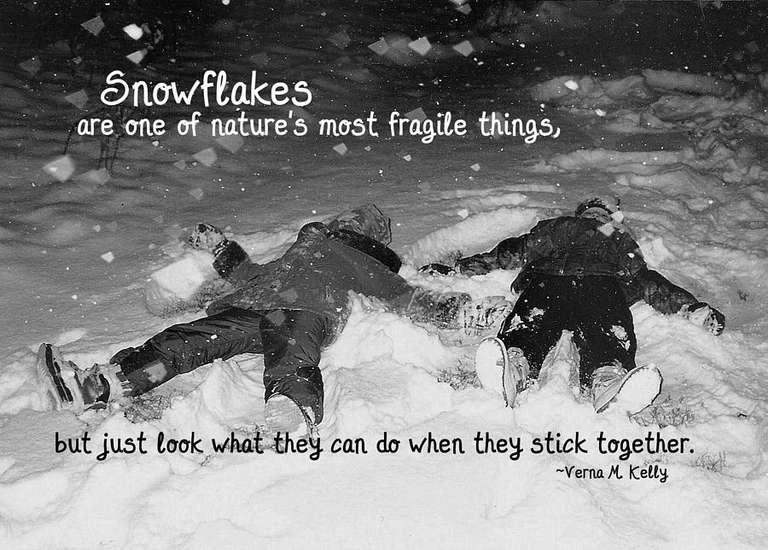 Snowflakes
are one of nature's most fragile things,
but just look what they can do when they stick together.
~Verna M. Kelly